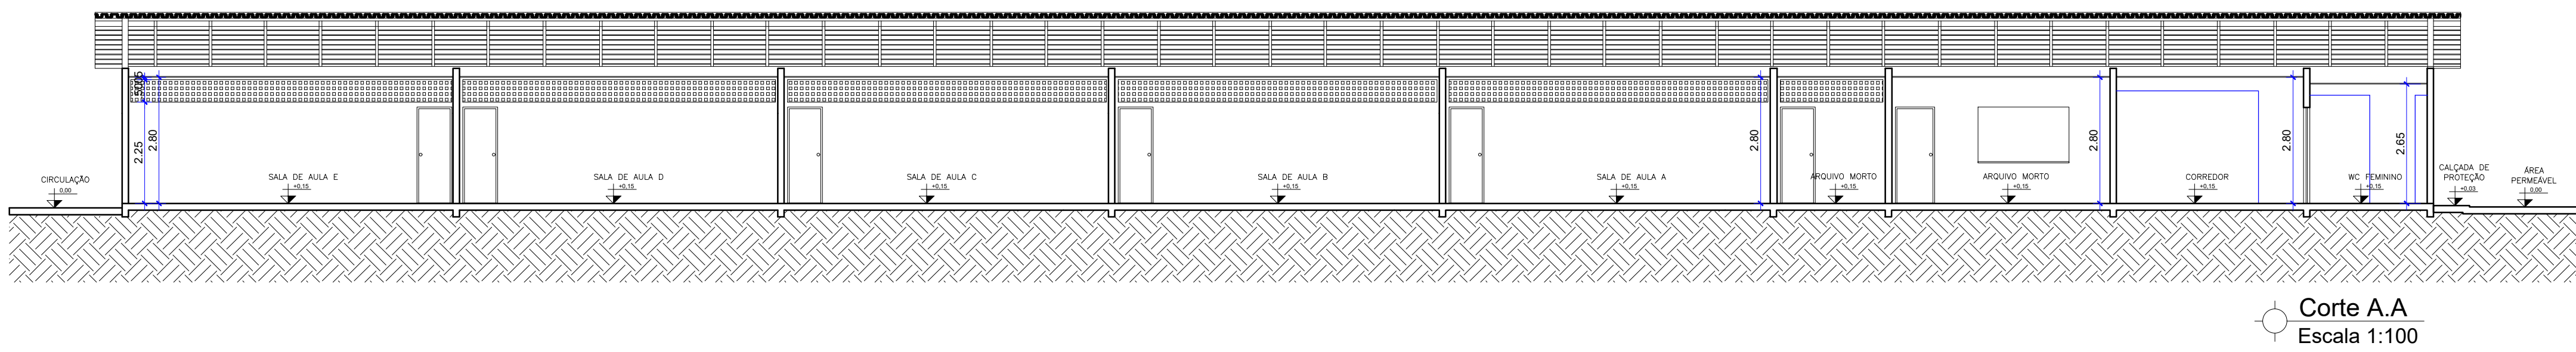 .50
.05
2.25
2.80
2.80
2.80
2.80
2.65
CIRCULAÇÃO
0,00
SALA DE AULA E
+0,15
SALA DE AULA D
+0,15
SALA DE AULA C
+0,15
SALA DE AULA B
+0,15
SALA DE AULA A
+0,15
ARQUIVO MORTO
+0,15
ARQUIVO MORTO
+0,15
CORREDOR
+0,15
WC FEMININO
+0,15
CALÇADA DE
PROTEÇÃO
+0,03
ÁREA
PERMEÁVEL
0,00
Corte A.A
Escala 1:100